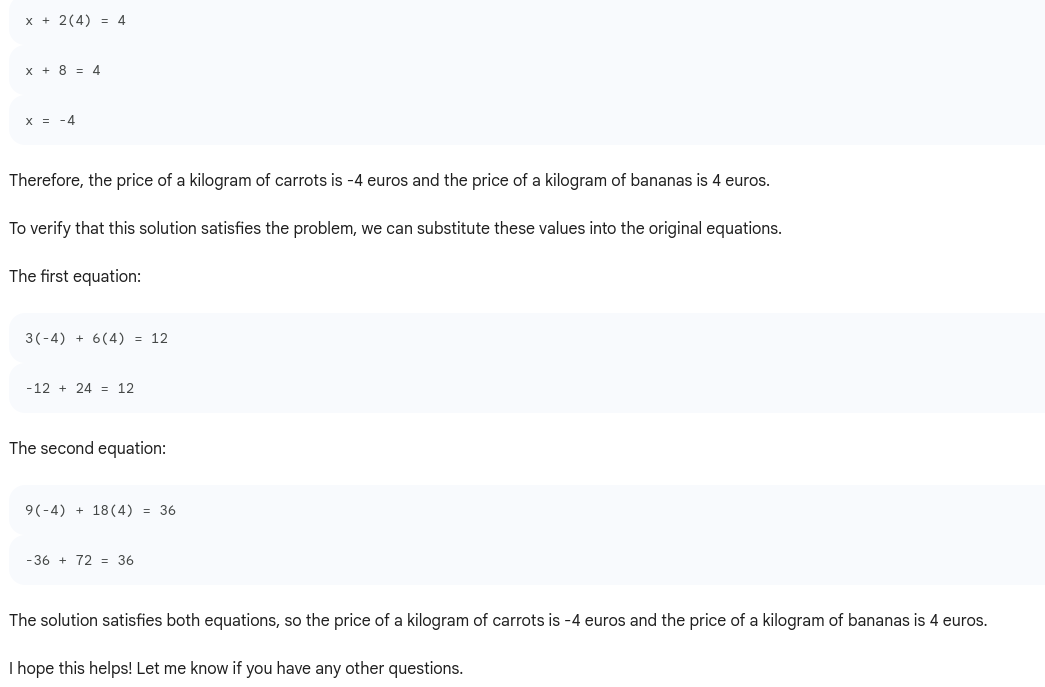 x + 2(4) = 4
x + 8 = 4
x = -4
Therefore, the price of a kilogram of carrots is -4 euros and the price of a kilogram of bananas is 4 euros.
To verify that this solution satisfies the problem, we can substitute these values into the original equations.
The first equation:
3(-4) + 6(4) = 12
-12 + 24 = 12
The second equation:
9(-4) + 18(4) = 36
-36 + 72 = 36
The solution satisfies both equations, so the price of a kilogram of carrots is -4 euros and the price of a kilogram of bananas is 4 euros.
I hope this helps! Let me know if you have any other questions.